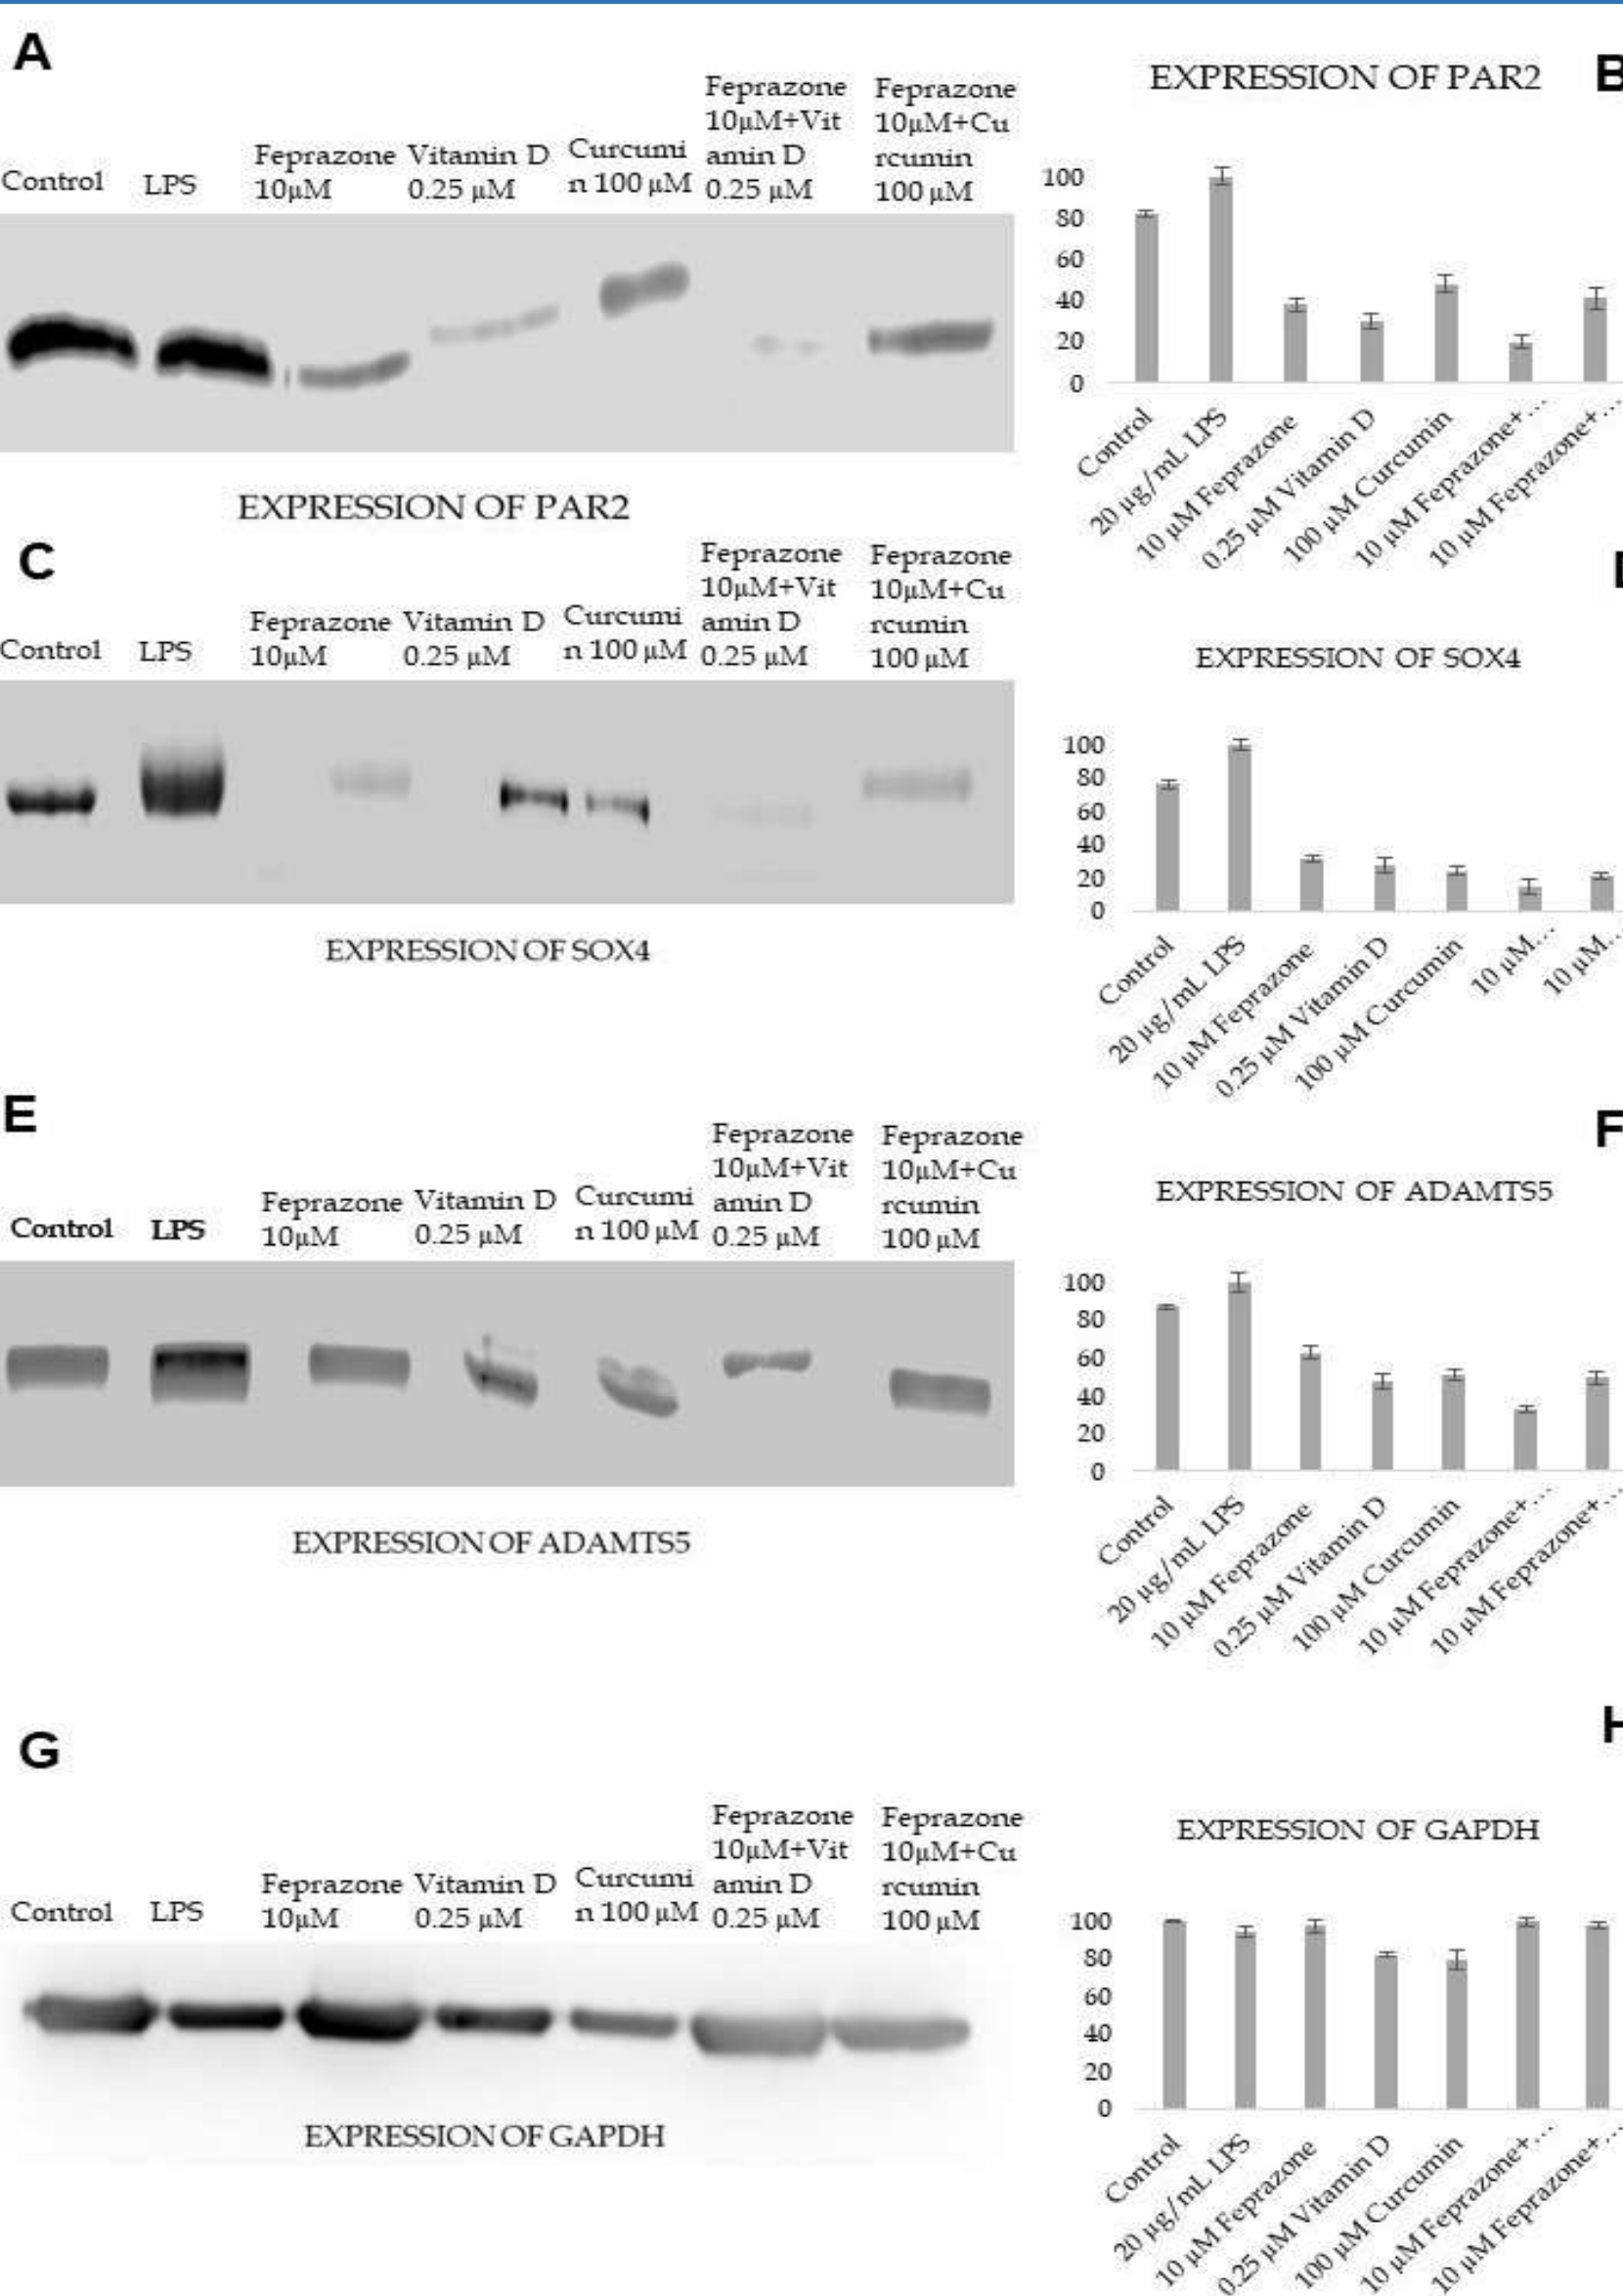 A
Control
LPS
Feprazone
10µM
Vitamin D
0.25 µM
Curcumi
n 100 µM
Feprazone
10µM+Vit
amin D
0.25 µM
Feprazone
10µM+Cu
rcumin
100 µM
EXPRESSION OF PAR2
B
EXPRESSION OF PAR2
100
80
60
40
20
0
Control
20 µg/mL LPS
10 µM Feprazone
0.25 µM Vitamin D
100 µM Curcumin
10 µM Feprazone+…
10 µM Feprazone+…
C
Control
LPS
Feprazone
10µM
Vitamin D
0.25 µM
Curcumi
n 100 µM
Feprazone
10µM+Vit
amin D
0.25 µM
Feprazone
10µM+Cu
rcumin
100 µM
EXPRESSION OF SOX4
EXPRESSION OF SOX4
100
80
60
40
20
0
Control
20 µg/mL LPS
10 µM Feprazone
0.25 µM Vitamin D
100 µM Curcumin
10 µM…
10 µM…
E
Control
LPS
Feprazone
10µM
Vitamin D
0.25 µM
Curcumi
n 100 µM
Feprazone
10µM+Vit
amin D
0.25 µM
Feprazone
10µM+Cu
rcumin
100 µM
EXPRESSION OF ADAMTS5
F
EXPRESSION OF ADAMTS5
100
80
60
40
20
0
Control
20 µg/mL LPS
10 µM Feprazone
0.25 µM Vitamin D
100 µM Curcumin
10 µM Feprazone+…
10 µM Feprazone+…
G
Control
LPS
Feprazone
10µM
Vitamin D
0.25 µM
Curcumi
n 100 µM
Feprazone
10µM+Vit
amin D
0.25 µM
Feprazone
10µM+Cu
rcumin
100 µM
EXPRESSION OF GAPDH
H
EXPRESSION OF GAPDH
100
80
60
40
20
0
Control
20 µg/mL LPS
10 µM Feprazone
0.25 µM Vitamin D
100 µM Curcumin
10 µM Feprazone+…
10 µM Feprazone+…